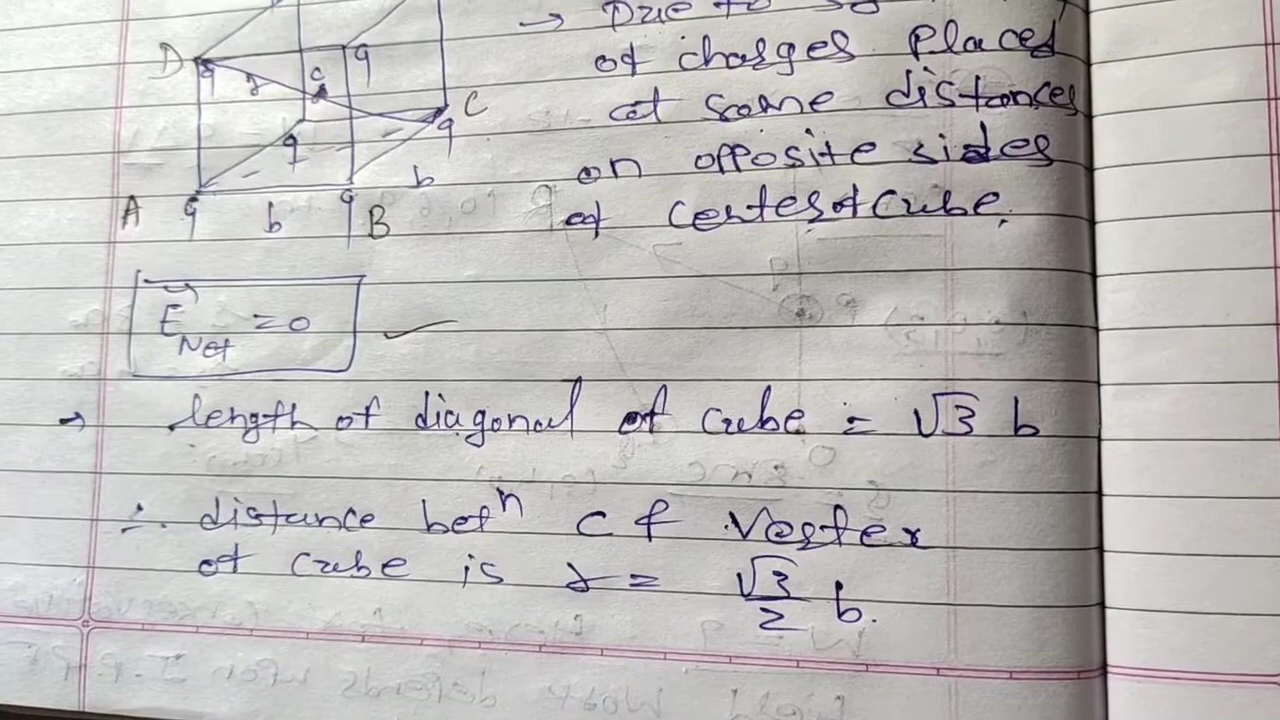 → Due to
of charges Placed
at same distances
on opposite sides
of center of Cube.
D q r c q
C
q q
b
A q b q B
E Net = 0
→ length of diagonal of cube = √3 b
∴ distance betⁿ C & Vertex
of cube is r = √3/2 b.